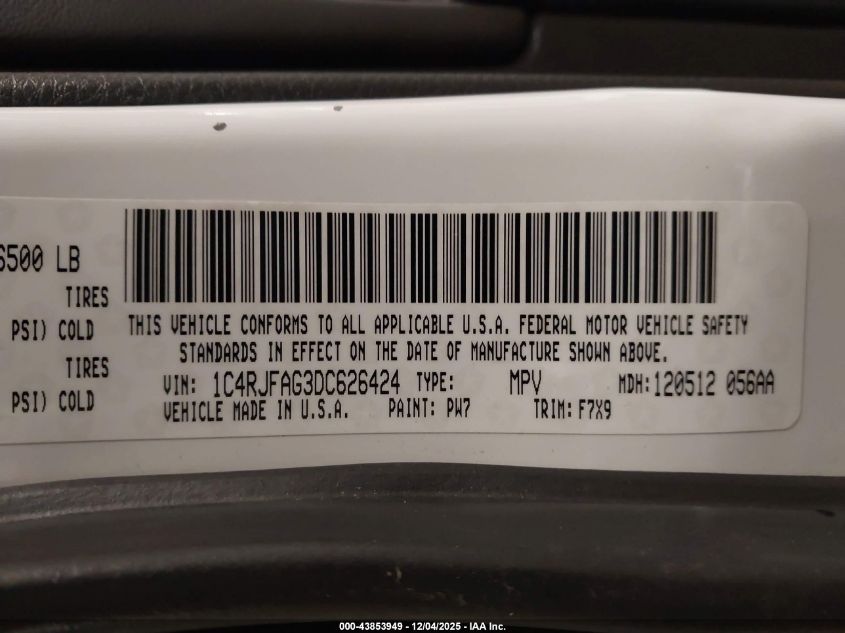 6500 LB
TIRES
PSI) COLD
TIRES
PSI) COLD
THIS VEHICLE CONFORMS TO ALL APPLICABLE U.S.A. FEDERAL MOTOR VEHICLE SAFETY
STANDARDS IN EFFECT ON THE DATE OF MANUFACTURE SHOWN ABOVE.
VIN: 1C4RJFAG3DC626424 TYPE: MPV MDH: 120512 056AA
VEHICLE MADE IN U.S.A. PAINT: PW7 TRIM: F7X9
000-43853949 - 12/04/2025 - IAA Inc.